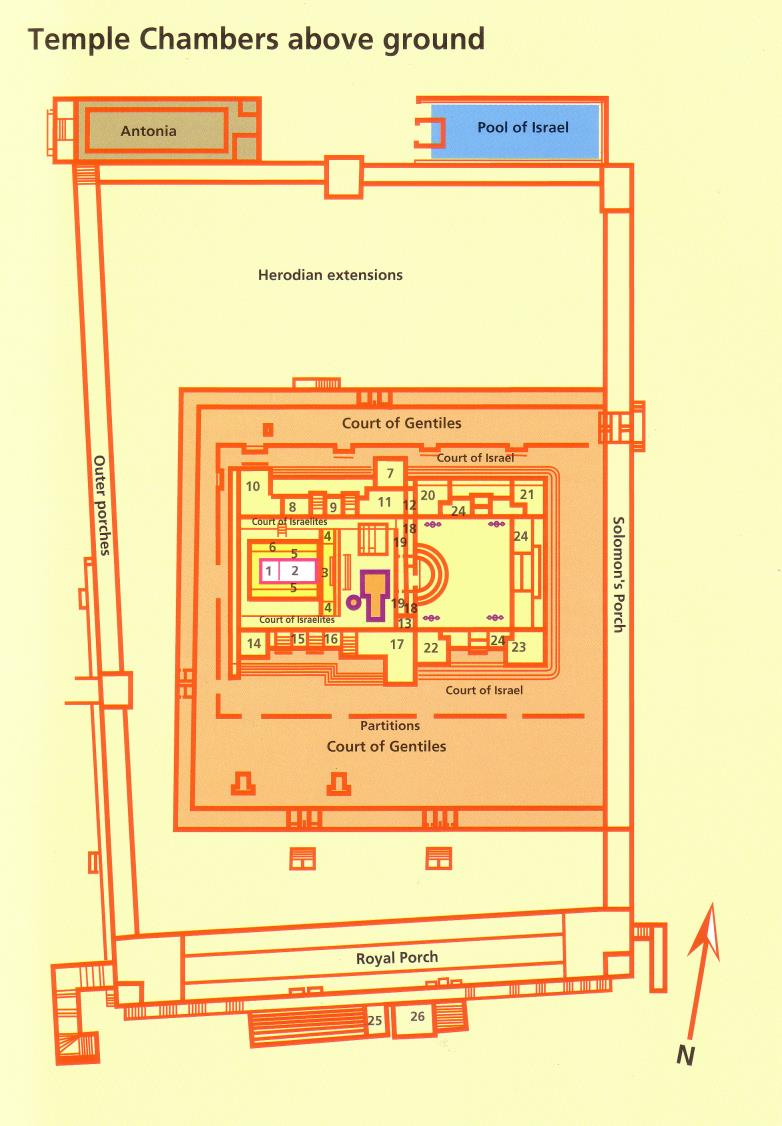 Temple Chambers above ground
Antonia
Pool of Israel
Herodian extensions
Court of Gentiles
Court of Israel
7
10
11
12
20
21
8
9
24
Court of Israelites
18
4
19
24
6
5
1
2
3
5
4
19
18
Court of Israelites
13
14
15
16
17
22
24
23
Court of Israel
Outer porches
Solomon's Porch
Partitions
Court of Gentiles
Royal Porch
25
26
N